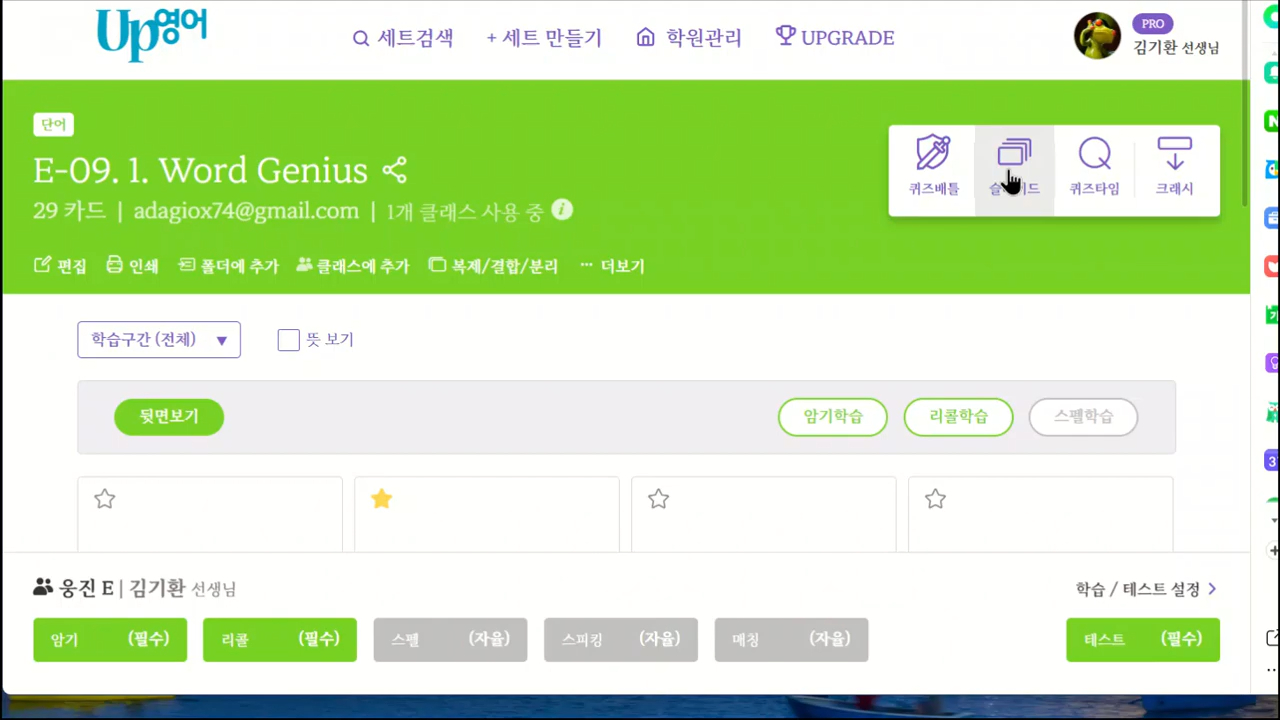 Up영어
세트검색
+ 세트 만들기
학원관리
UPGRADE
PRO
김기환 선생님
단어
E-09. 1. Word Genius
29 카드 | adagiox74@gmail.com | 1개 클래스 사용 중
편집
인쇄
폴더에 추가
클래스에 추가
복제/결합/분리
더보기
퀴즈배틀
퀴즈타임
크래시
학습구간 (전체)
뜻 보기
뒷면보기
암기학습
리콜학습
스펠학습
웅진 E | 김기환 선생님
학습 / 테스트 설정
암기 (필수)
리콜 (필수)
스펠 (자율)
스피킹 (자율)
매칭 (자율)
테스트 (필수)